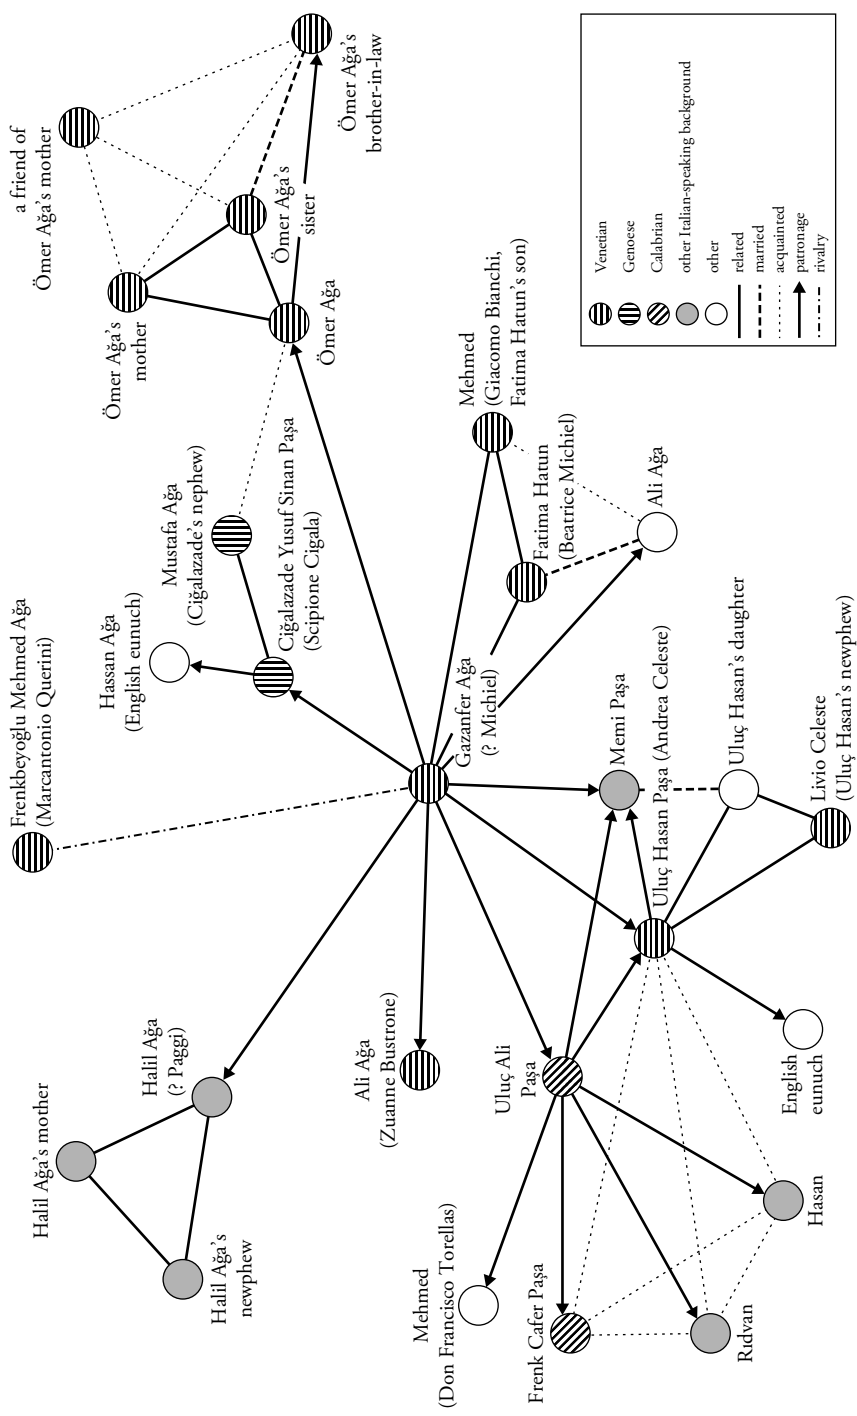 Frenkbeyoğlu Mehmed Ağa
(Marcantonio Querini)
Halil Ağa's mother
Halil Ağa
(? Paggi)
Halil Ağa's
newphew
Hassan Ağa
(English eunuch)
Mustafa Ağa
(Ciğalazade's nephew)
Ciğalazade Yusuf Sinan Paşa
(Scipione Cigala)
a friend of
Ömer Ağa's mother
Ömer Ağa's
mother
Ömer Ağa's
sister
Ömer Ağa's
brother-in-law
Ömer Ağa
Ali Ağa
(Zuanne Bustrone)
Gazanfer Ağa
(? Michiel)
Mehmed
(Giacomo Bianchi,
Fatima Hatun's son)
Fatima Hatun
(Beatrice Michiel)
Ali Ağa
Mehmed
(Don Francisco Torellas)
Uluç Ali
Paşa
Memi Paşa
Uluç Hasan Paşa (Andrea Celeste)
Uluç Hasan's daughter
Livio Celeste
(Uluç Hasan's newphew)
Frenk Cafer Paşa
Rıdvan
Hasan
English
eunuch
Venetian
Genoese
Calabrian
other Italian-speaking background
other
related
married
acquainted
patronage
rivalry